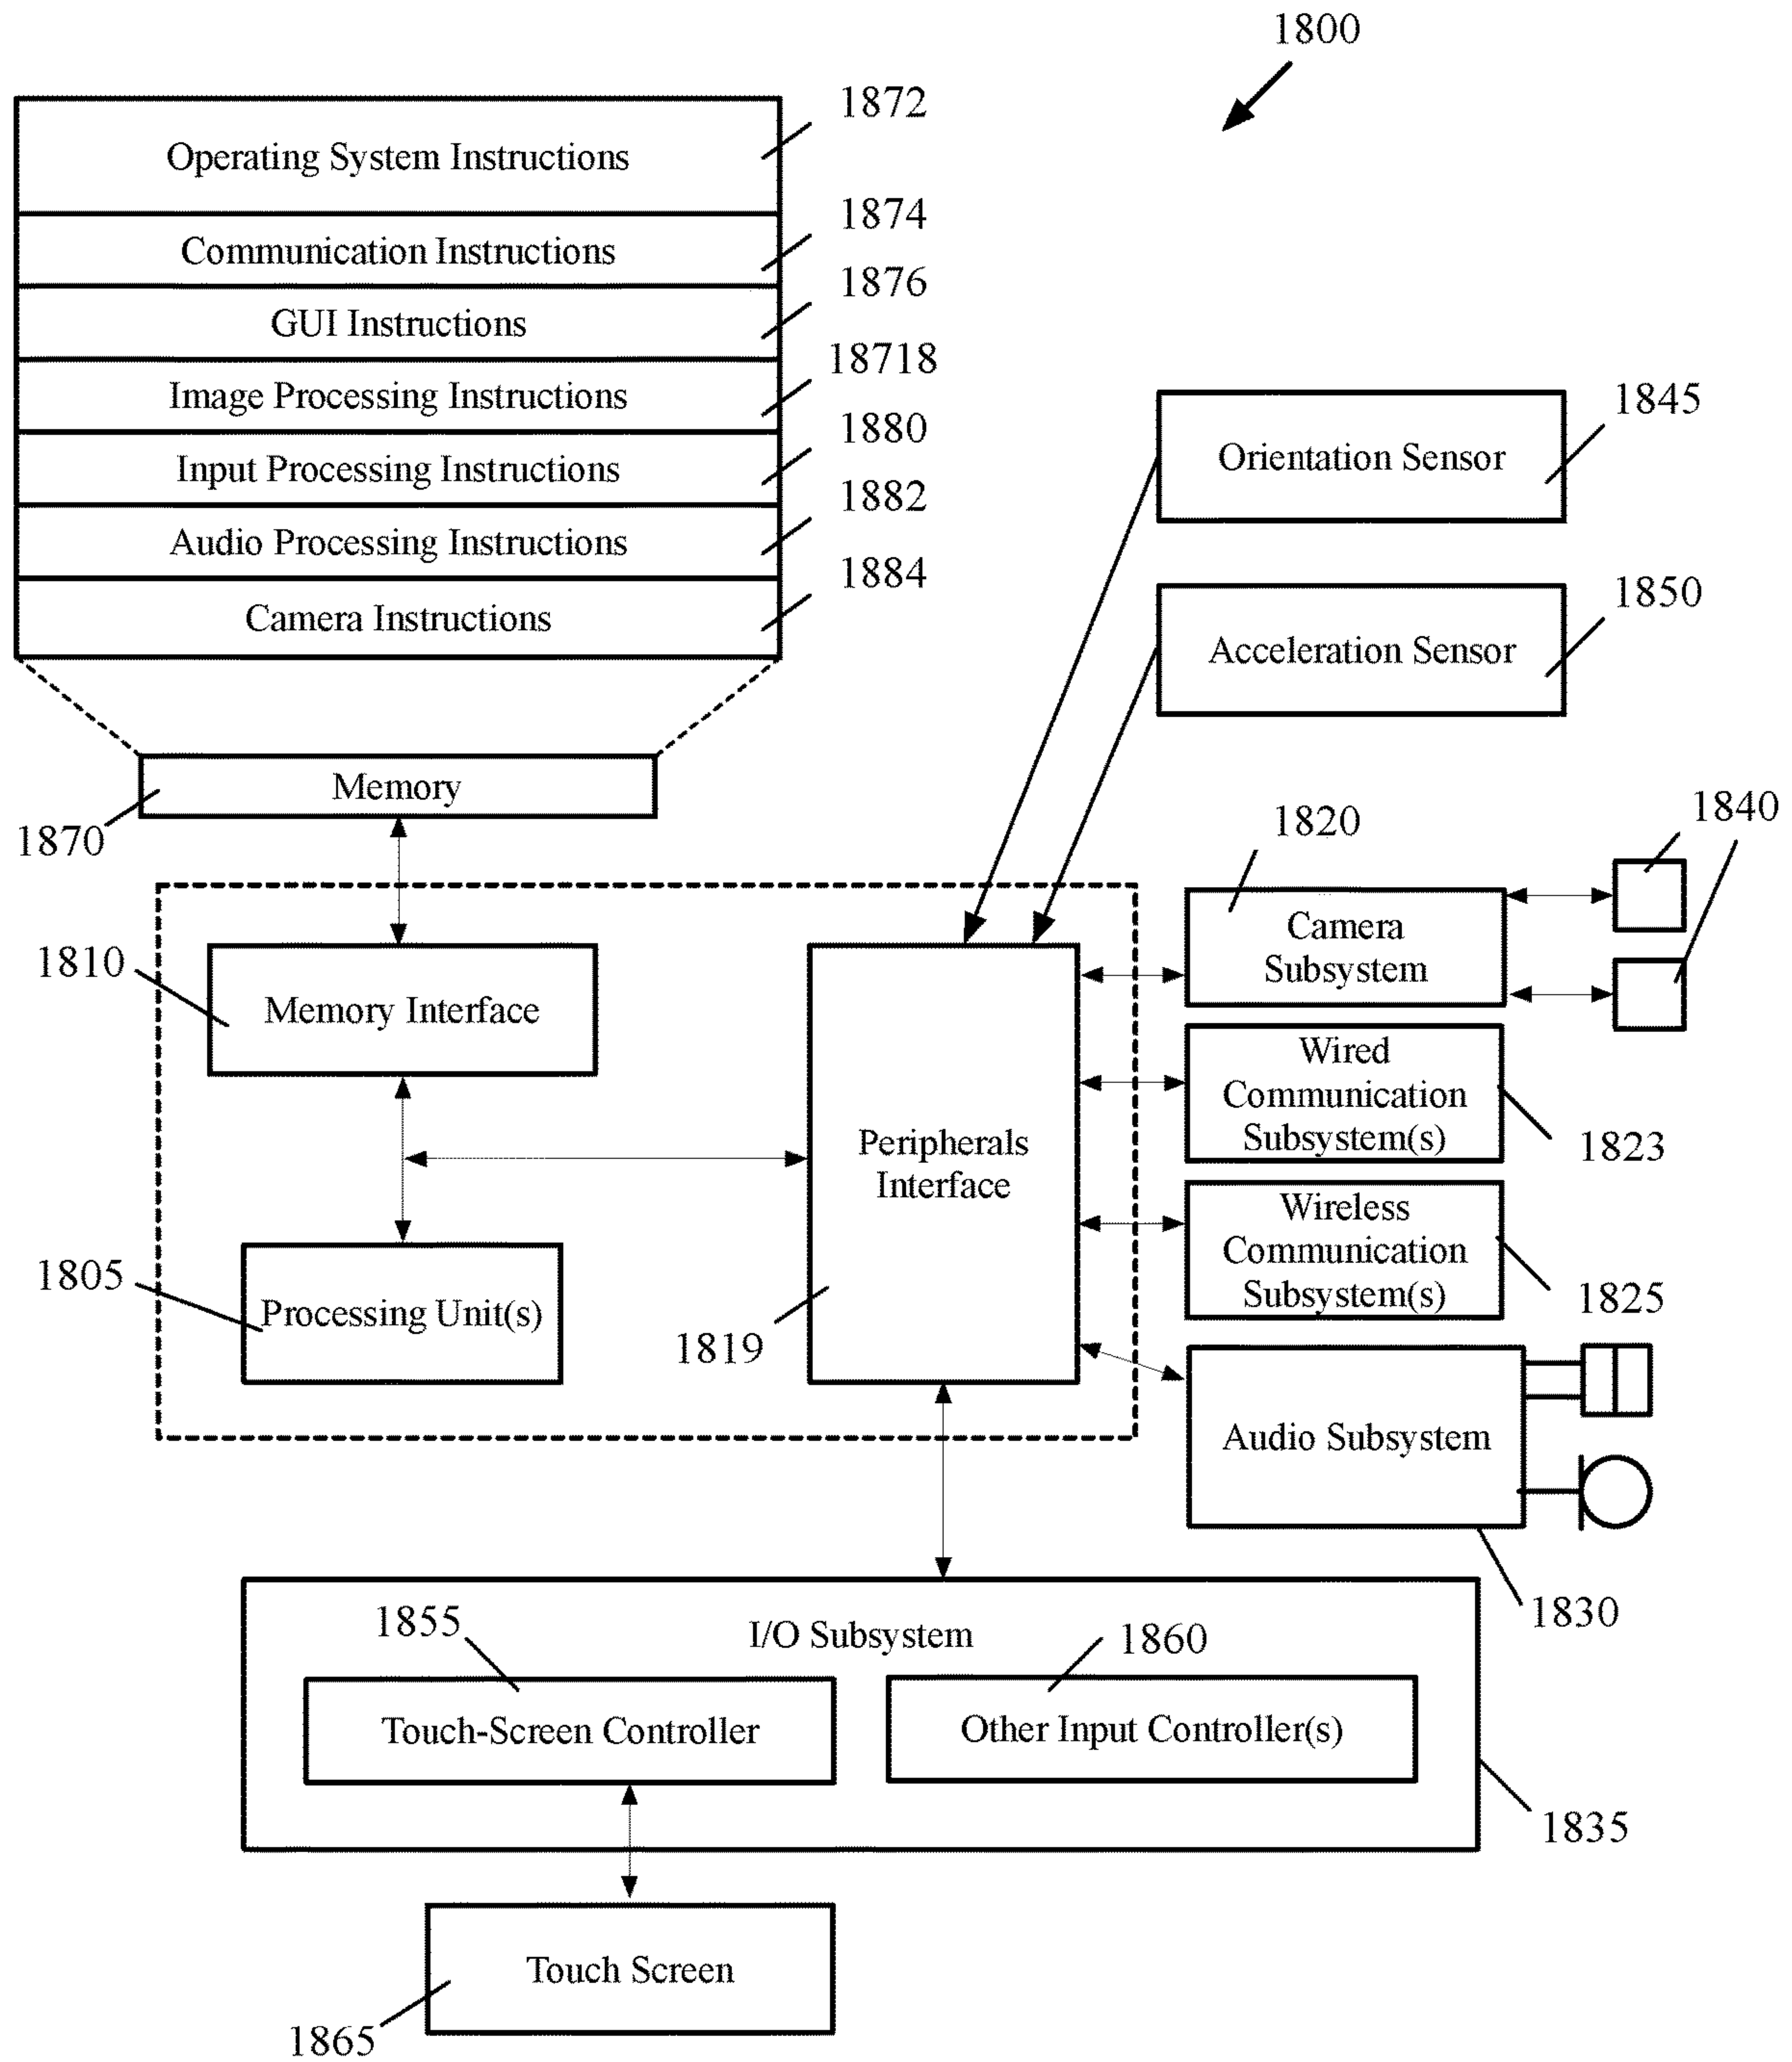 1800
1872
Operating System Instructions
1874
Communication Instructions
1876
GUI Instructions
18718
Image Processing Instructions
1880
Input Processing Instructions
1882
Audio Processing Instructions
1884
Camera Instructions
1845
Orientation Sensor
1850
Acceleration Sensor
Memory
1870
1820
1840
Camera
Subsystem
1810
Memory Interface
Wired
Communication
Subsystem(s)
1823
Peripherals
Interface
1819
Wireless
Communication
Subsystem(s)
1825
1805
Processing Unit(s)
Audio Subsystem
1830
I/O Subsystem
1855
Touch-Screen Controller
1860
Other Input Controller(s)
1835
Touch Screen
1865